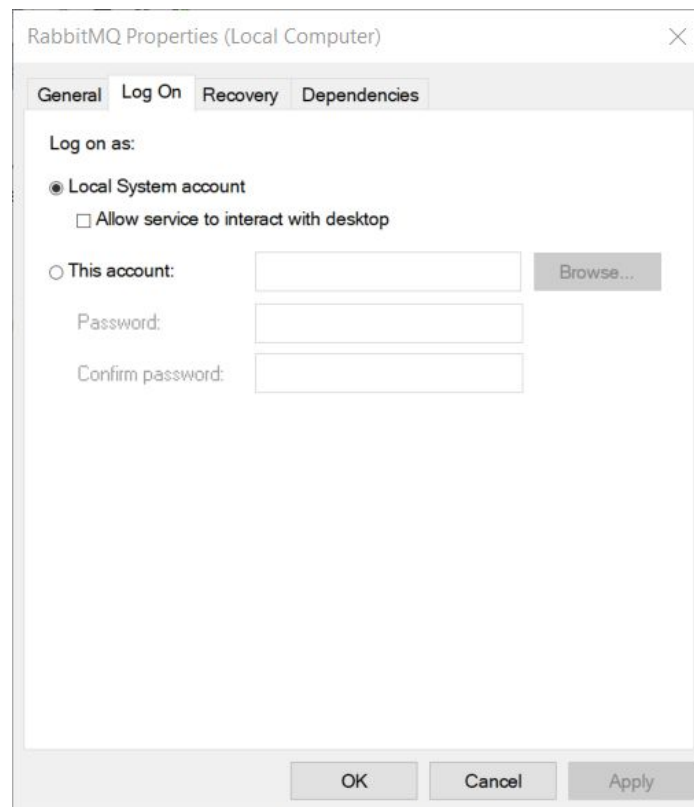 RabbitMQ Properties (Local Computer)
General Log On Recovery Dependencies
Log on as:
Local System account
Allow service to interact with desktop
This account:
Browse...
Password:
Confirm password:
OK Cancel Apply